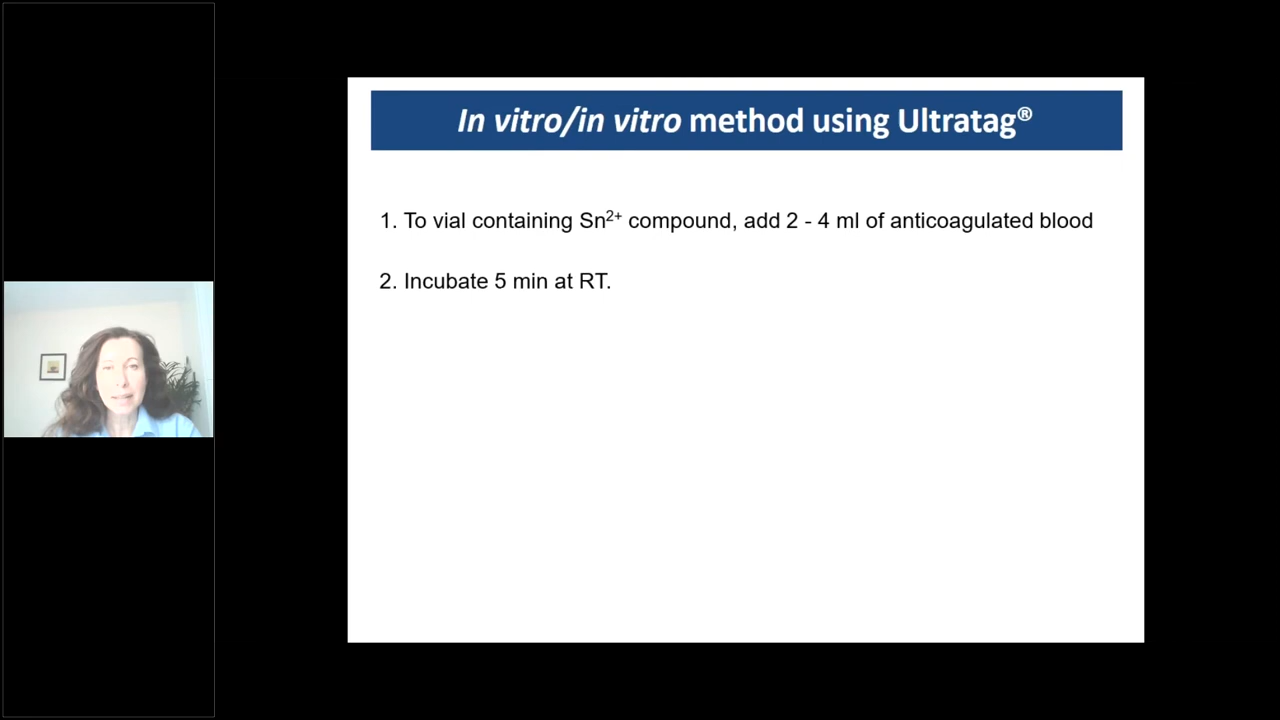 In vitro/in vitro method using Ultratag®
1. To vial containing Sn²⁺ compound, add 2 - 4 ml of anticoagulated blood
2. Incubate 5 min at RT.